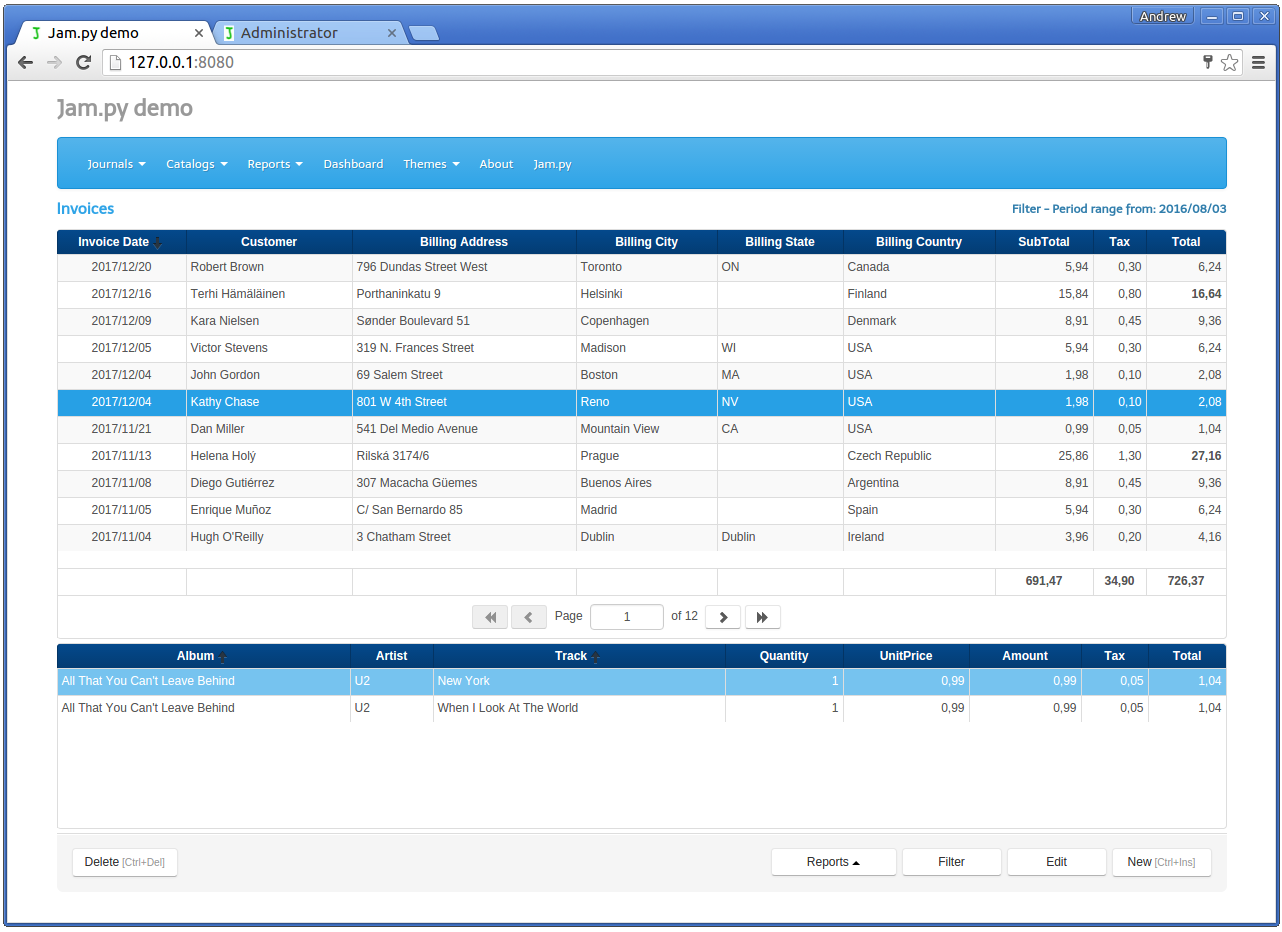 Andrew
Jam.py demo Administrator
127.0.0.1:8080
Jam.py demo
Journals Catalogs Reports Dashboard Themes About Jam.py
Invoices Filter - Period range from: 2016/08/03
Invoice Date Customer Billing Address Billing City Billing State Billing Country SubTotal Tax Total
2017/12/20 Robert Brown 796 Dundas Street West Toronto ON Canada 5,94 0,30 6,24
2017/12/16 Terhi Hämäläinen Porthaninkatu 9 Helsinki Finland 15,84 0,80 16,64
2017/12/09 Kara Nielsen Sønder Boulevard 51 Copenhagen Denmark 8,91 0,45 9,36
2017/12/05 Victor Stevens 319 N. Frances Street Madison WI USA 5,94 0,30 6,24
2017/12/04 John Gordon 69 Salem Street Boston MA USA 1,98 0,10 2,08
2017/12/04 Kathy Chase 801 W 4th Street Reno NV USA 1,98 0,10 2,08
2017/11/21 Dan Miller 541 Del Medio Avenue Mountain View CA USA 0,99 0,05 1,04
2017/11/13 Helena Holý Rilská 3174/6 Prague Czech Republic 25,86 1,30 27,16
2017/11/08 Diego Gutiérrez 307 Macacha Güemes Buenos Aires Argentina 8,91 0,45 9,36
2017/11/05 Enrique Muñoz C/ San Bernardo 85 Madrid Spain 5,94 0,30 6,24
2017/11/04 Hugh O'Reilly 3 Chatham Street Dublin Dublin Ireland 3,96 0,20 4,16
691,47 34,90 726,37
Page 1 of 12
Album Artist Track Quantity UnitPrice Amount Tax Total
All That You Can't Leave Behind U2 New York 1 0,99 0,99 0,05 1,04
All That You Can't Leave Behind U2 When I Look At The World 1 0,99 0,99 0,05 1,04
Delete [Ctrl+Del] Reports Filter Edit New [Ctrl+Ins]